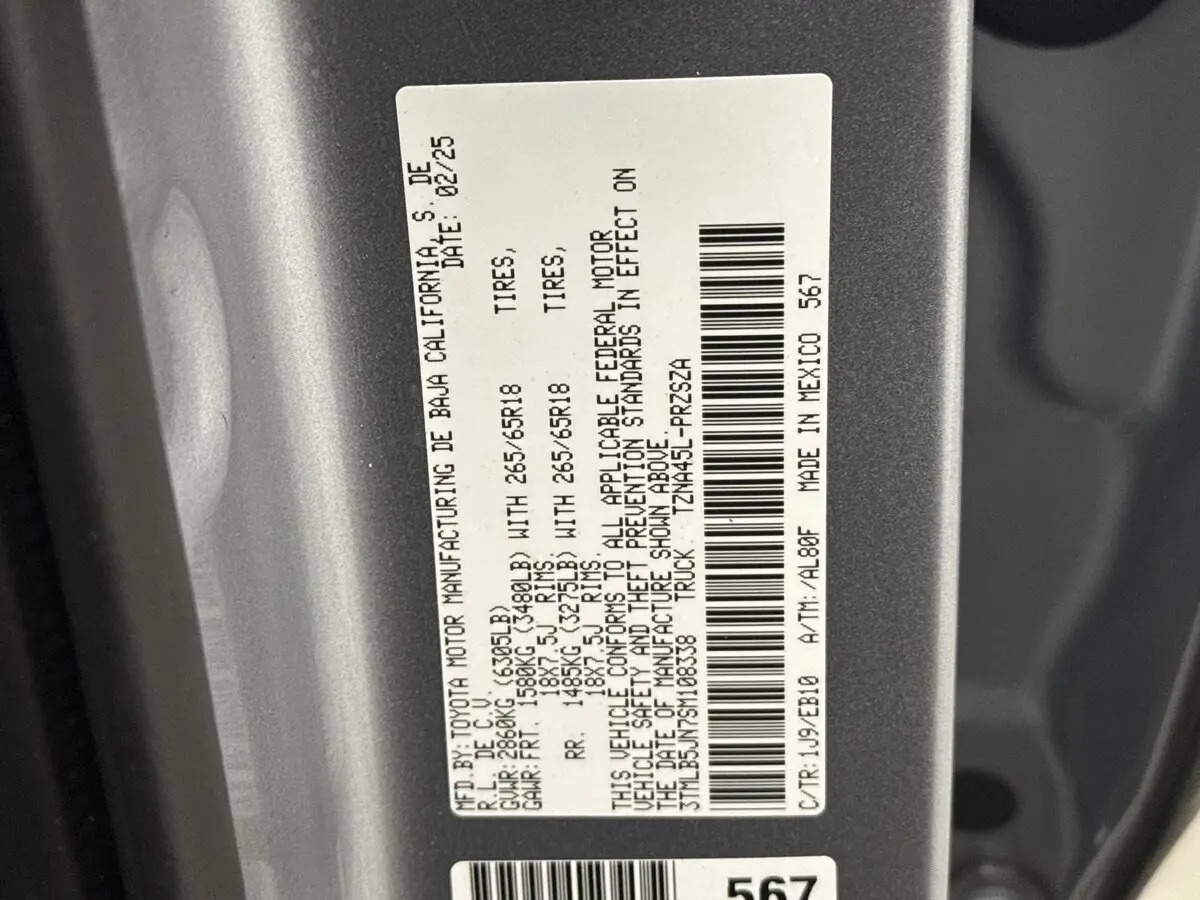 MFD.BY: TOYOTA MOTOR MANUFACTURING DE BAJA CALIFORNIA, S. DE
R.L. DE C.V. DATE: 02/25
GVWR: 2860KG (6305LB)
GAWR: FRT. 1580KG (3480LB) WITH 265/65R18 TIRES,
18X7.5J RIMS.
RR. 1485KG (3275LB) WITH 265/65R18 TIRES,
18X7.5J RIMS.
THIS VEHICLE CONFORMS TO ALL APPLICABLE FEDERAL MOTOR
VEHICLE SAFETY AND THEFT PREVENTION STANDARDS IN EFFECT ON
THE DATE OF MANUFACTURE SHOWN ABOVE.
3TMLB5JN7SM108338 TRUCK TZNA45L-PRZSZA
C/TR: 1J9/EB10 A/TM: /AL80F MADE IN MEXICO 567
567